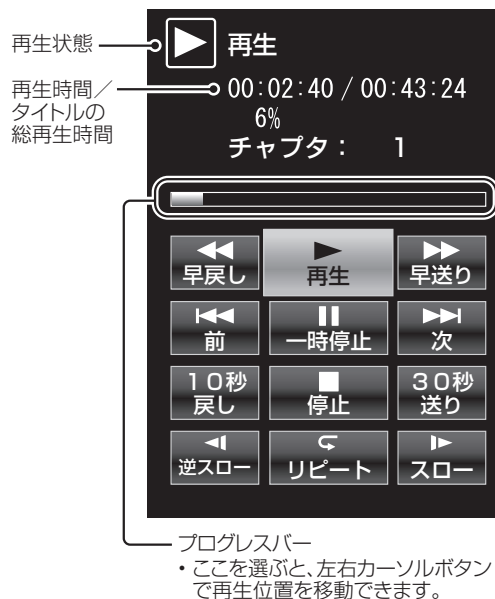 再生状態
再生
再生時間／
タイトルの
総再生時間
00:02:40 / 00:43:24
6%
チャプタ： 1
早戻し 再生 早送り
前 一時停止 次
10秒 30秒
戻し 停止 送り
逆スロー リピート スロー
プログレスバー
・ここを選ぶと、左右カーソルボタン
で再生位置を移動できます。